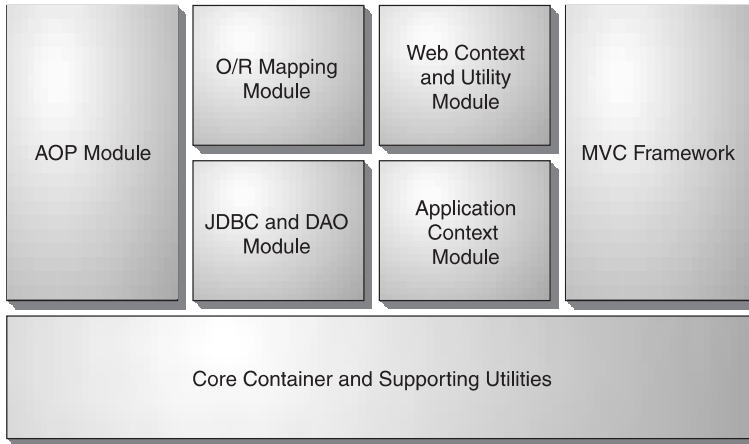 AOP Module
O/R Mapping
Module
Web Context
and Utility
Module
MVC Framework
JDBC and DAO
Module
Application
Context
Module
Core Container and Supporting Utilities